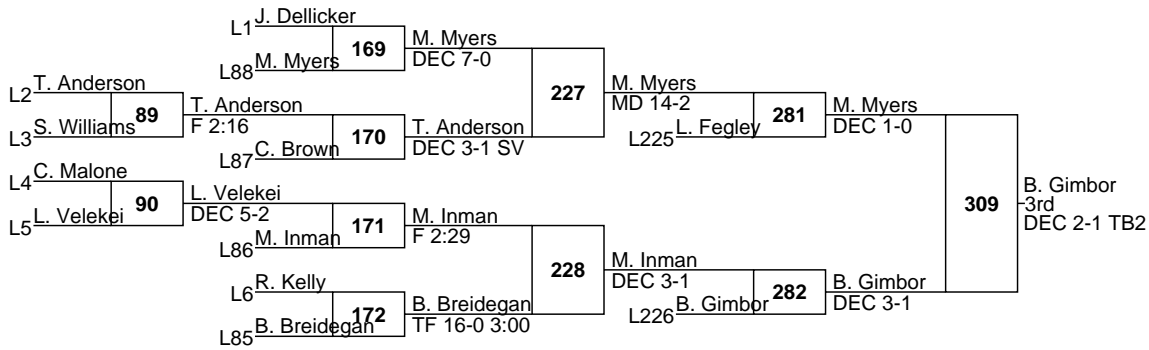 J. Dellicker
L1
169
M. Myers
DEC 7-0
L88
M. Myers
L2
T. Anderson
89
T. Anderson
F 2:16
L3
S. Williams
170
T. Anderson
DEC 3-1 SV
L87
C. Brown
227
M. Myers
MD 14-2
L225
L. Fegley
281
M. Myers
DEC 1-0
L4
C. Malone
90
L. Velekei
DEC 5-2
L5
L. Velekei
171
M. Inman
F 2:29
L86
M. Inman
L6
R. Kelly
172
B. Breidegan
TF 16-0 3:00
L85
B. Breidegan
228
M. Inman
DEC 3-1
L226
B. Gimbor
282
B. Gimbor
DEC 3-1
309
B. Gimbor
3rd
DEC 2-1 TB2